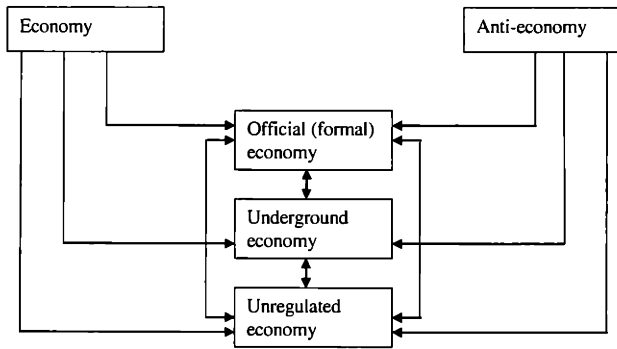 Economy
Anti-economy
Official (formal)
economy
Underground
economy
Unregulated
economy